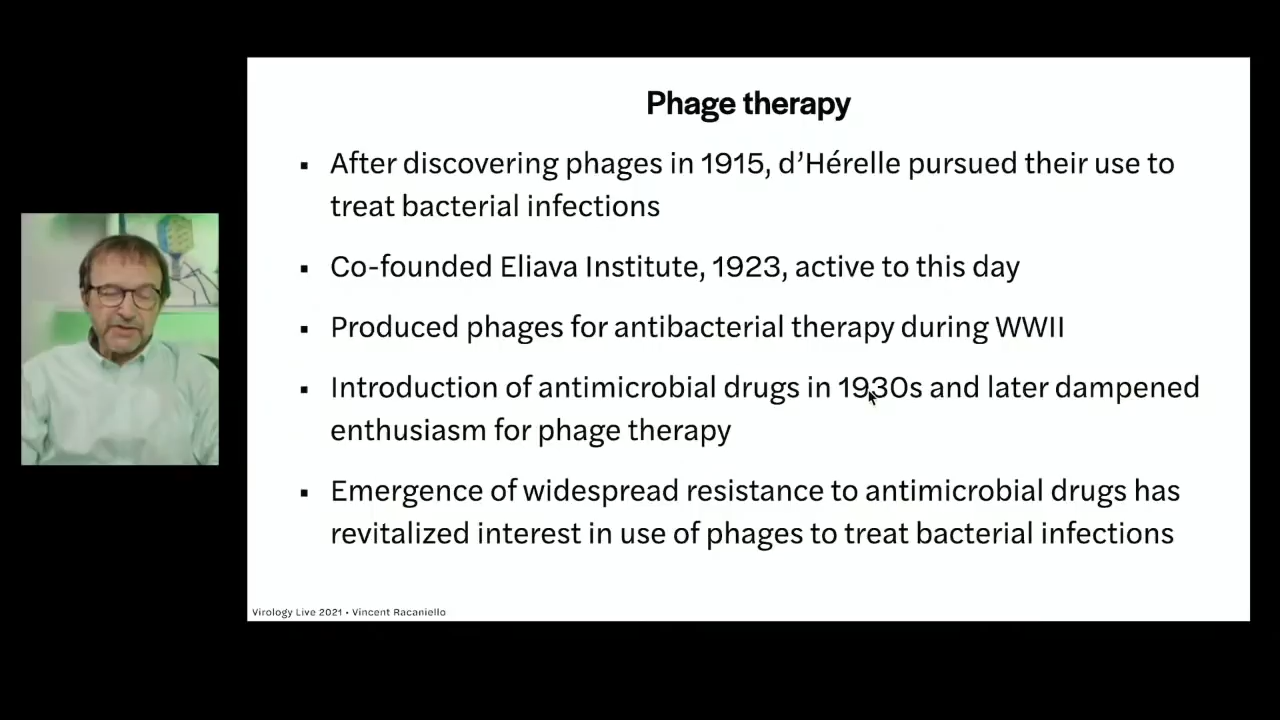 Phage therapy
▪ After discovering phages in 1915, d’Hérelle pursued their use to
treat bacterial infections
▪ Co-founded Eliava Institute, 1923, active to this day
▪ Produced phages for antibacterial therapy during WWII
▪ Introduction of antimicrobial drugs in 1930s and later dampened
enthusiasm for phage therapy
▪ Emergence of widespread resistance to antimicrobial drugs has
revitalized interest in use of phages to treat bacterial infections
Virology Live 2021 • Vincent Racaniello